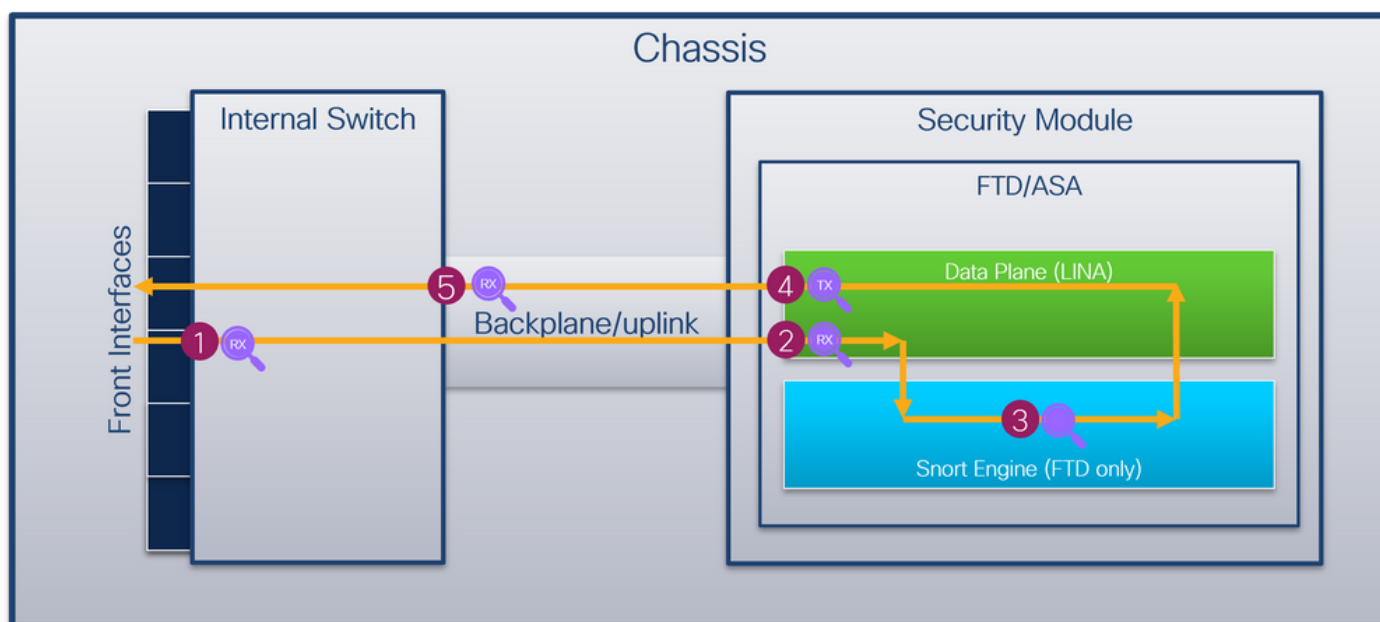 Chassis
Internal Switch
Security Module
FTD/ASA
Front Interfaces
Data Plane (LINA)
5 RX
4 TX
Backplane/uplink
1 RX
2 RX
3
Snort Engine (FTD only)